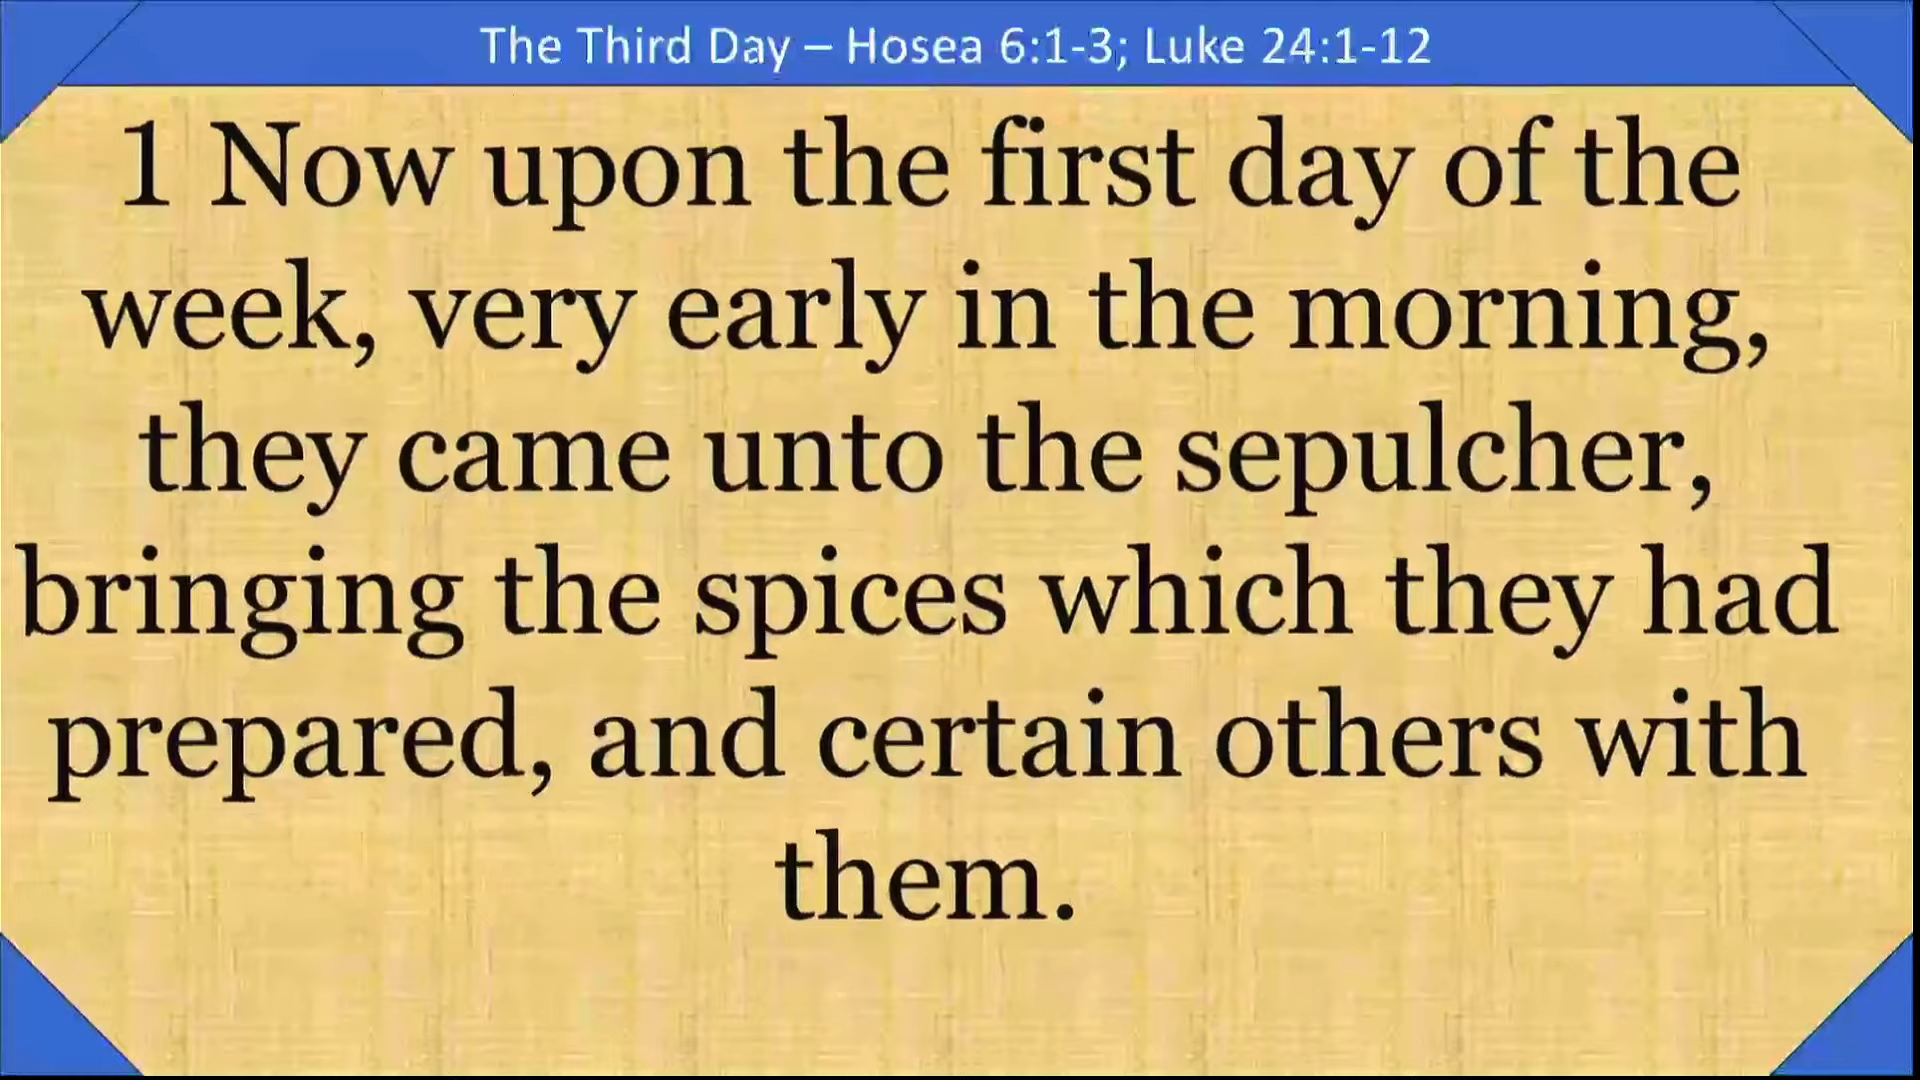 The Third Day – Hosea 6:1-3; Luke 24:1-12
1 Now upon the first day of the
week, very early in the morning,
they came unto the sepulcher,
bringing the spices which they had
prepared, and certain others with
them.